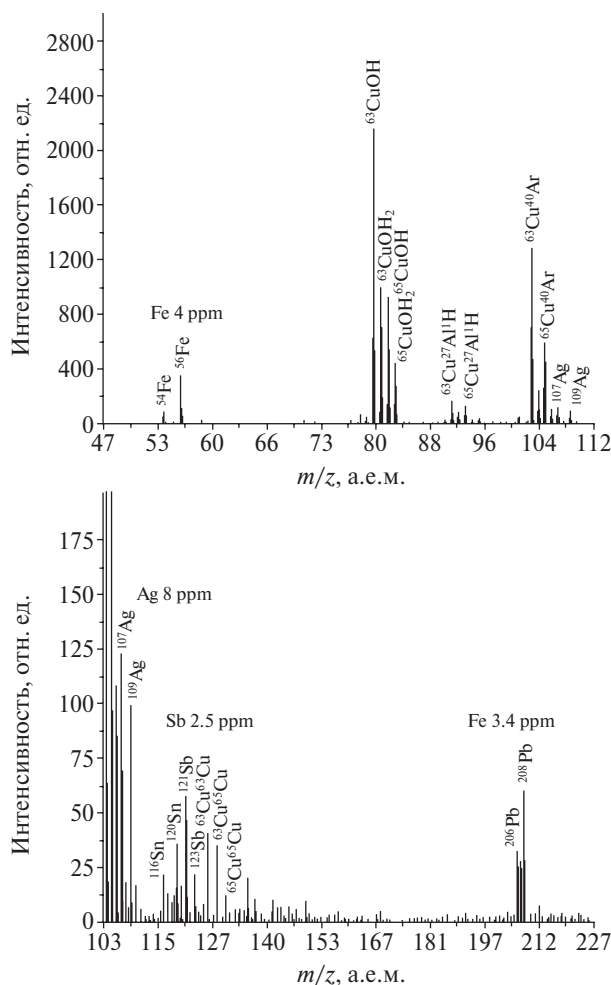 Интенсивность, отн. ед.
2800
2400
2000
1600
1200
800
400
0
Fe 4 ppm
⁵⁴Fe
⁵⁶Fe
⁶³CuOH
⁶³CuOH₂
⁶⁵CuOH
⁶⁵CuOH₂
⁶³Cu²⁷Al¹H
⁶⁵Cu²⁷Al¹H
⁶³Cu⁴⁰Ar
⁶⁵Cu⁴⁰Ar
¹⁰⁷Ag
¹⁰⁹Ag
47 53 60 66 73 80 88 96 104 112
m/z, а.е.м.
Интенсивность, отн. ед.
175
150
125
100
75
50
25
0
Ag 8 ppm
¹⁰⁷Ag
¹⁰⁹Ag
Sb 2.5 ppm
Fe 3.4 ppm
¹¹⁶Sn
¹²⁰Sn
¹²¹Sb
¹²³Sb
⁶³Cu⁶³Cu
⁶³Cu⁶⁵Cu
⁶⁵Cu⁶⁵Cu
²⁰⁶Pb
²⁰⁸Pb
103 115 127 140 153 167 181 197 212 227
m/z, а.е.м.